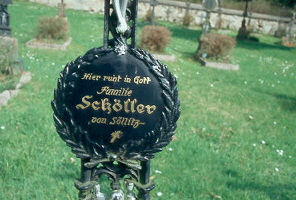 Hier ruht in Gott
Familie
Schöller
von Söllitz